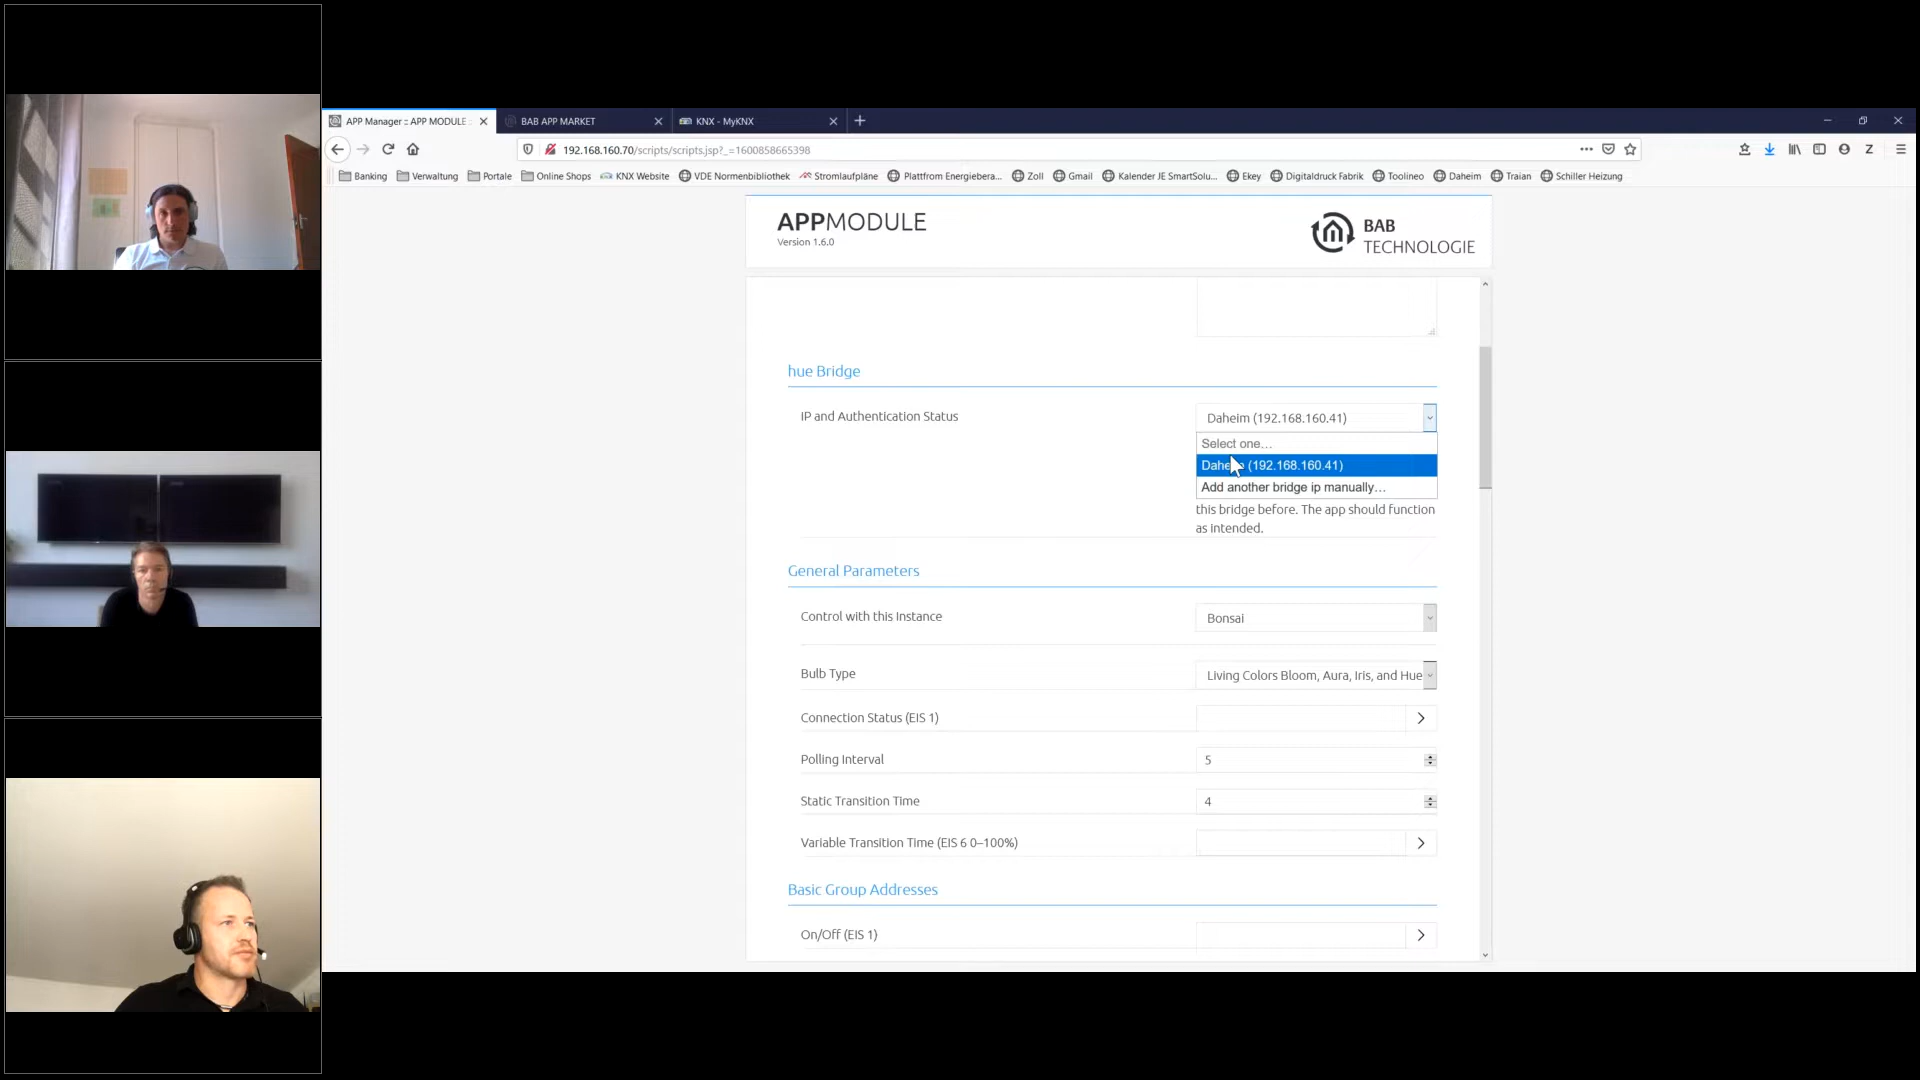 APP Manager :: APP MODULE ::
BAB APP MARKET
KNX - MyKNX
192.168.160.70/scripts/scripts.jsp?_=1600858665398
Banking
Verwaltung
Portale
Online Shops
KNX Website
VDE Normenbibliothek
Stromlaufpläne
Plattfrom Energiebera...
Zoll
Gmail
Kalender JE SmartSolu...
Ekey
Digitaldruck Fabrik
Toolineo
Daheim
Traian
Schiller Heizung
APPMODULE
Version 1.6.0
BAB
TECHNOLOGIE
hue Bridge
IP and Authentication Status
Daheim (192.168.160.41)
Select one...
Daheim (192.168.160.41)
Add another bridge ip manually...
this bridge before. The app should function
as intended.
General Parameters
Control with this Instance
Bonsai
Bulb Type
Living Colors Bloom, Aura, Iris, and Hue
Connection Status (EIS 1)
Polling Interval
5
Static Transition Time
4
Variable Transition Time (EIS 6 0–100%)
Basic Group Addresses
On/Off (EIS 1)